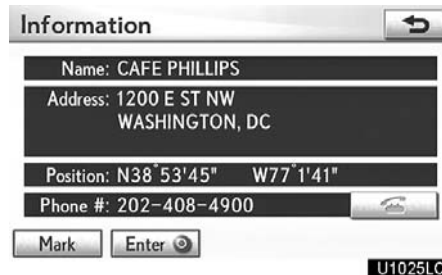 Information
Name: CAFE PHILLIPS
Address: 1200 E ST NW
WASHINGTON, DC
Position: N38°53'45" W77°1'41"
Phone #: 202-408-4900
Mark Enter
U1025LC